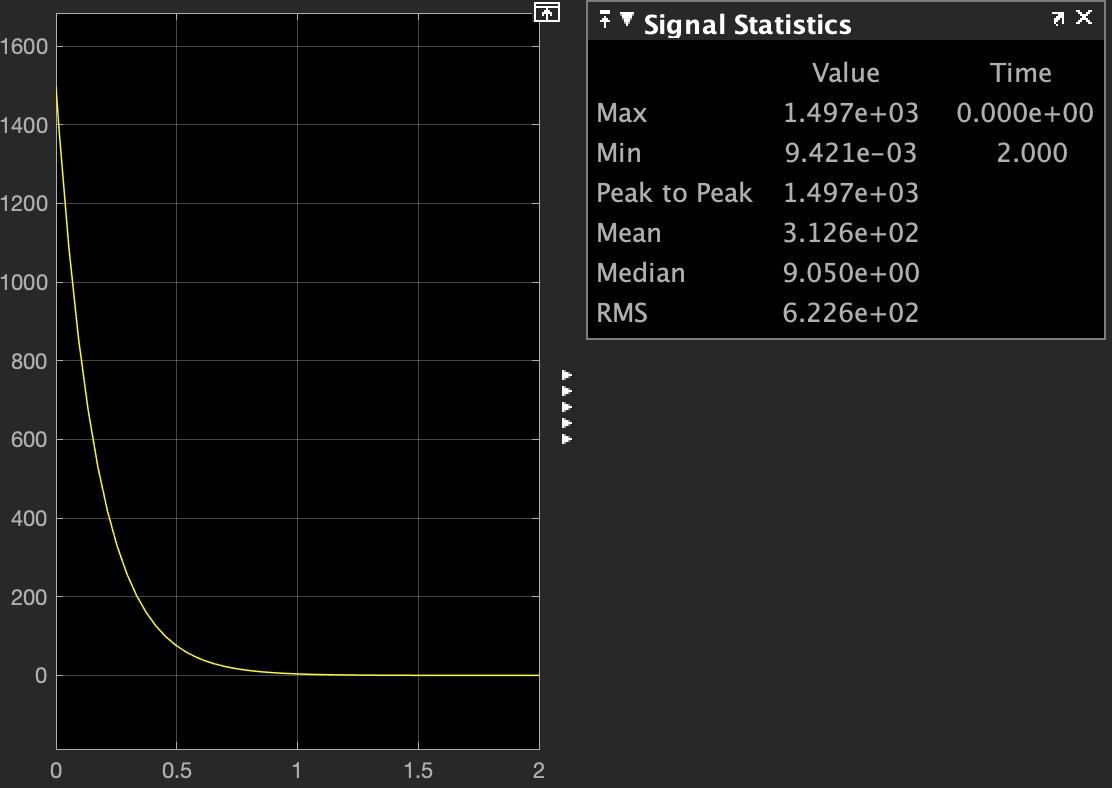 1600
1400
1200
1000
800
600
400
200
0
0 0.5 1 1.5 2
Signal Statistics
Value Time
Max 1.497e+03 0.000e+00
Min 9.421e-03 2.000
Peak to Peak 1.497e+03
Mean 3.126e+02
Median 9.050e+00
RMS 6.226e+02